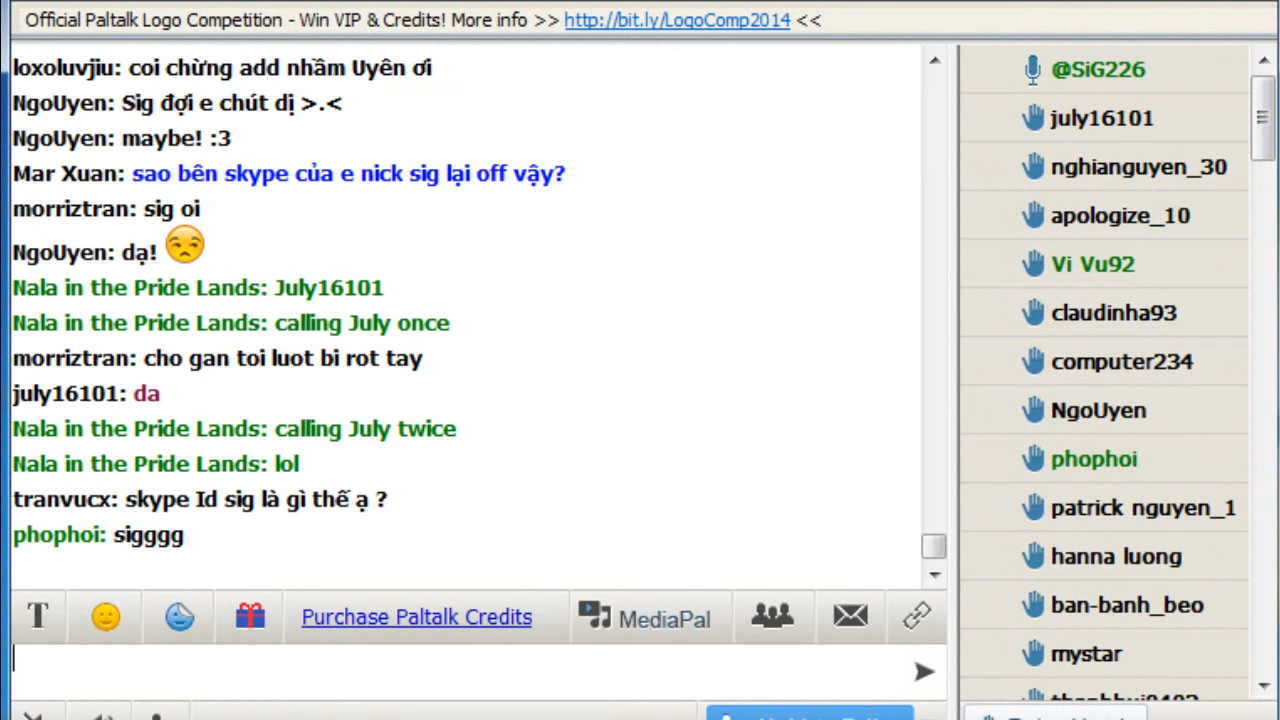 Official Paltalk Logo Competition - Win VIP & Credits! More info >> http://bit.ly/LogoComp2014 <<
loxoluvjiu: coi chừng add nhầm Uyên ơi
NgoUyen: Sig đợi e chút dị >.<
NgoUyen: maybe! :3
Mar Xuan: sao bên skype của e nick sig lại off vậy?
morriztran: sig oi
NgoUyen: dạ!
Nala in the Pride Lands: July16101
Nala in the Pride Lands: calling July once
morriztran: cho gan toi luot bi rot tay
july16101: da
Nala in the Pride Lands: calling July twice
Nala in the Pride Lands: lol
tranvucx: skype Id sig là gì thế ạ ?
phophoi: sigggg
T
Purchase Paltalk Credits
MediaPal
@SiG226
july16101
nghianguyen_30
apologize_10
Vi Vu92
claudinha93
computer234
NgoUyen
phophoi
patrick nguyen_1
hanna luong
ban-banh_beo
mystar